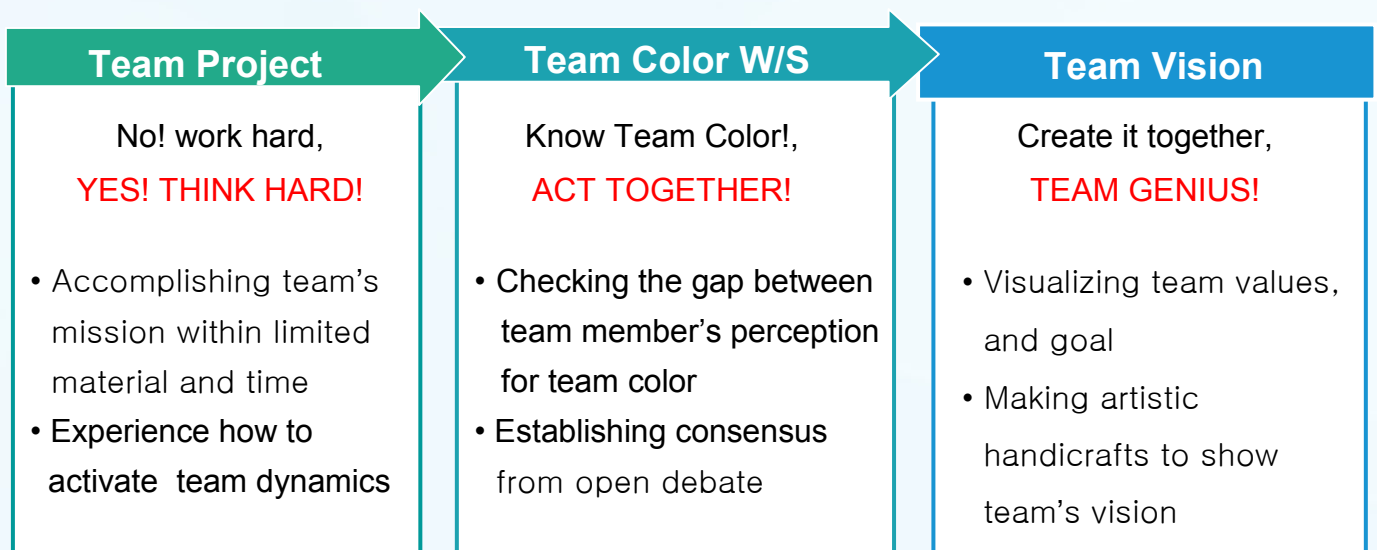 Team Project
No! work hard,
YES! THINK HARD!
• Accomplishing team's
mission within limited
material and time
• Experience how to
activate team dynamics
Team Color W/S
Know Team Color!,
ACT TOGETHER!
• Checking the gap between
team member's perception
for team color
• Establishing consensus
from open debate
Team Vision
Create it together,
TEAM GENIUS!
• Visualizing team values,
and goal
• Making artistic
handicrafts to show
team's vision